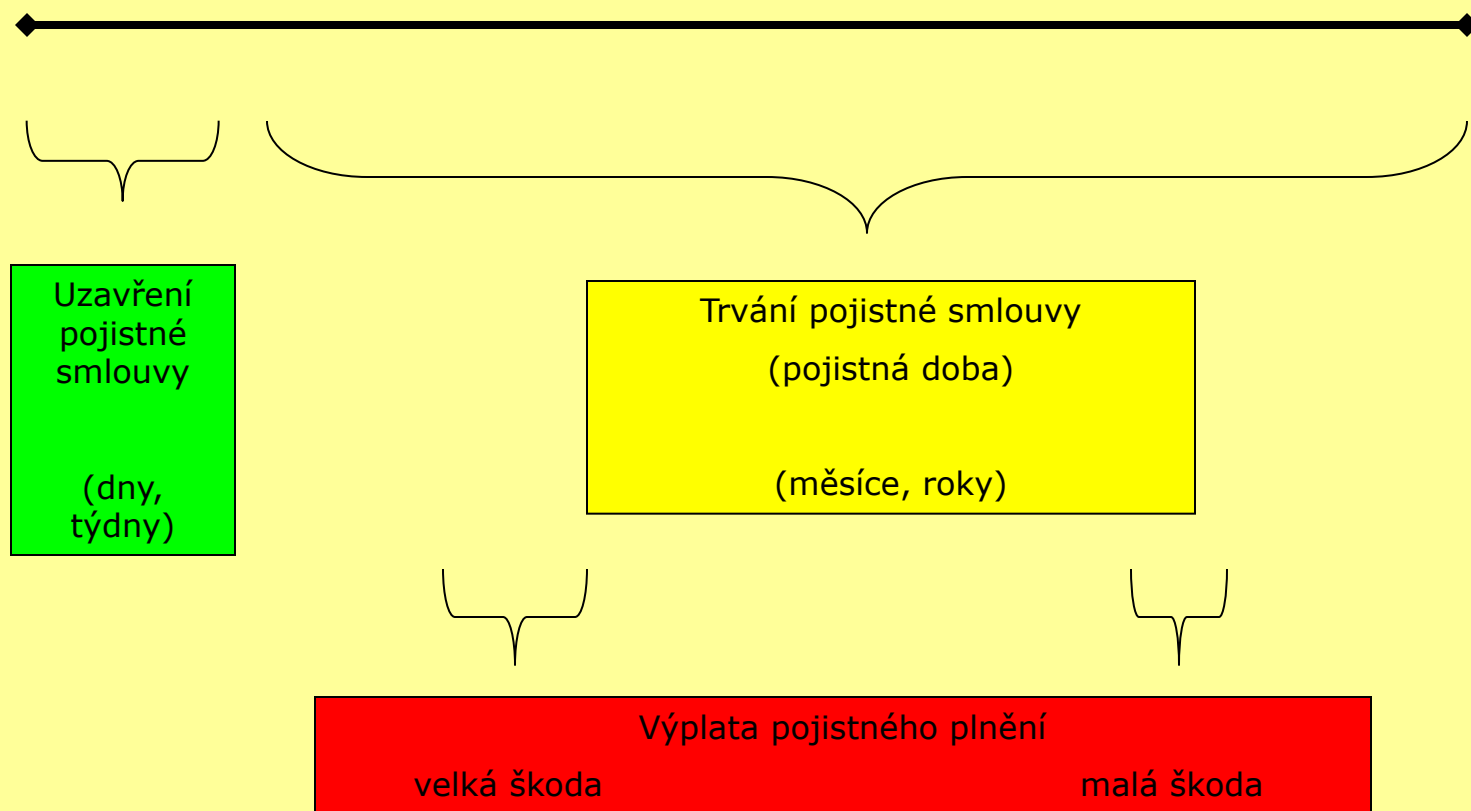 Uzavření
pojistné
smlouvy
(dny,
týdny)
Trvání pojistné smlouvy
(pojistná doba)
(měsíce, roky)
Výplata pojistného plnění
velká škoda malá škoda